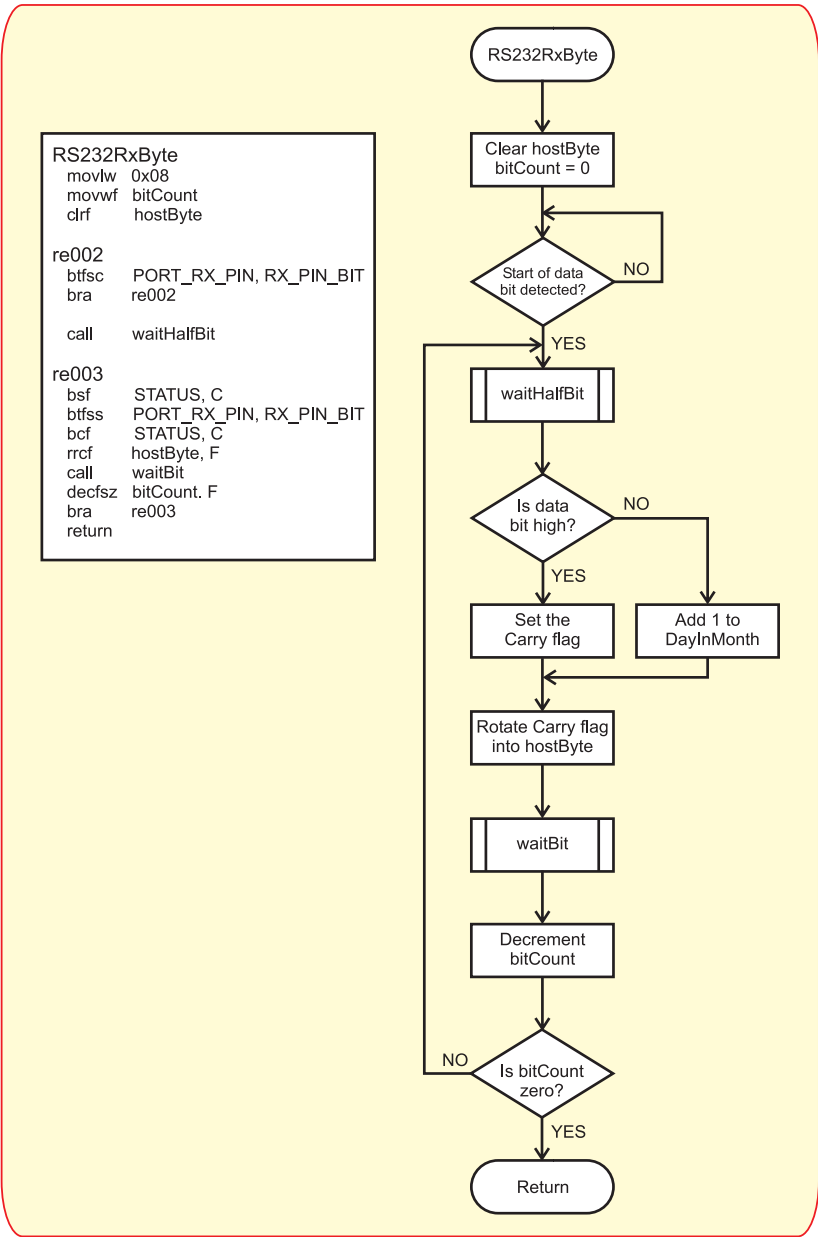 RS232RxByte
movlw 0x08
movwf bitCount
clrf hostByte
re002
btfsc PORT_RX_PIN, RX_PIN_BIT
bra re002
call waitHalfBit
re003
bsf STATUS, C
btfss PORT_RX_PIN, RX_PIN_BIT
bcf STATUS, C
rrcf hostByte, F
call waitBit
decfsz bitCount. F
bra re003
return
RS232RxByte
Clear hostByte
bitCount = 0
Start of data
bit detected?
NO
YES
waitHalfBit
Is data
bit high?
NO
YES
Set the
Carry flag
Add 1 to
DayInMonth
Rotate Carry flag
into hostByte
waitBit
Decrement
bitCount
Is bitCount
zero?
NO
YES
Return